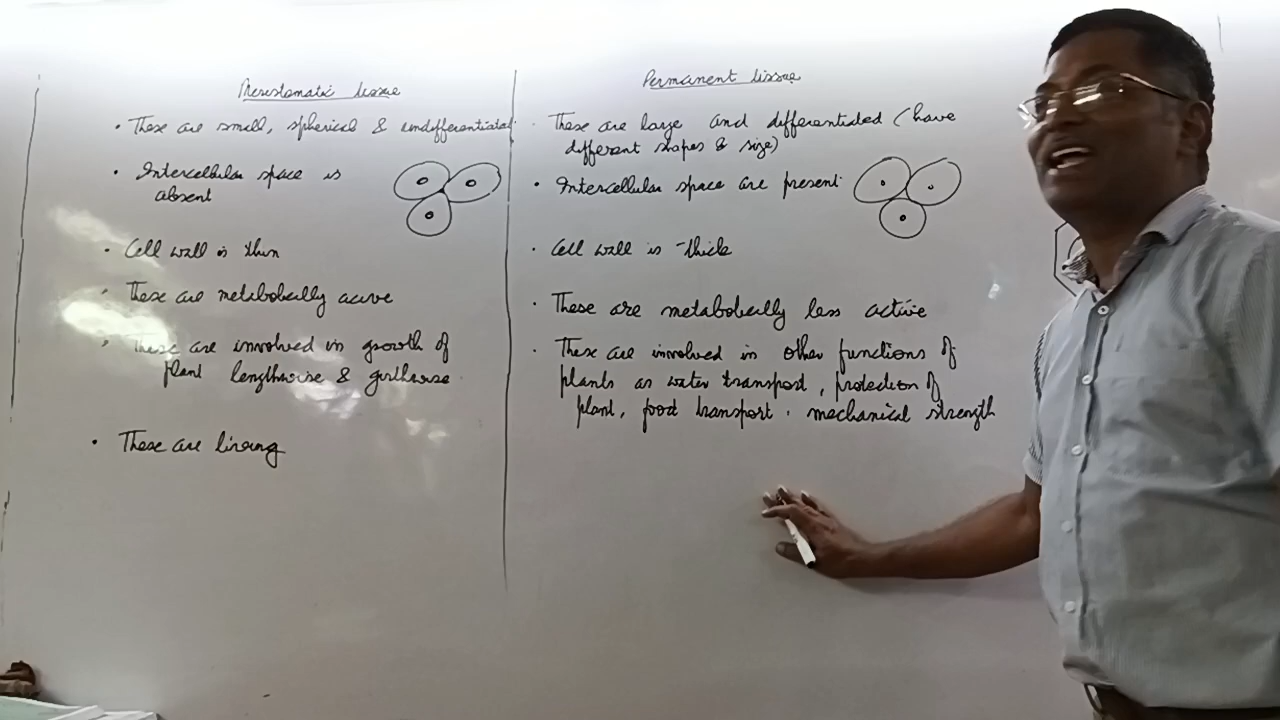 Meristematic tissue
• These are small, spherical & undifferentiated.
• Intercellular space is
absent
• Cell wall is thin
• These are metabolically active
• These are involved in growth of
plant lengthwise & girthwise
• These are living
Permanent tissue
• These are large and differentiated (have
different shapes & size)
• Intercellular space are present.
• Cell wall is thick
• These are metabolically less active
• These are involved in other functions of
plants as water transport, protection of
plant, food transport . mechanical strength